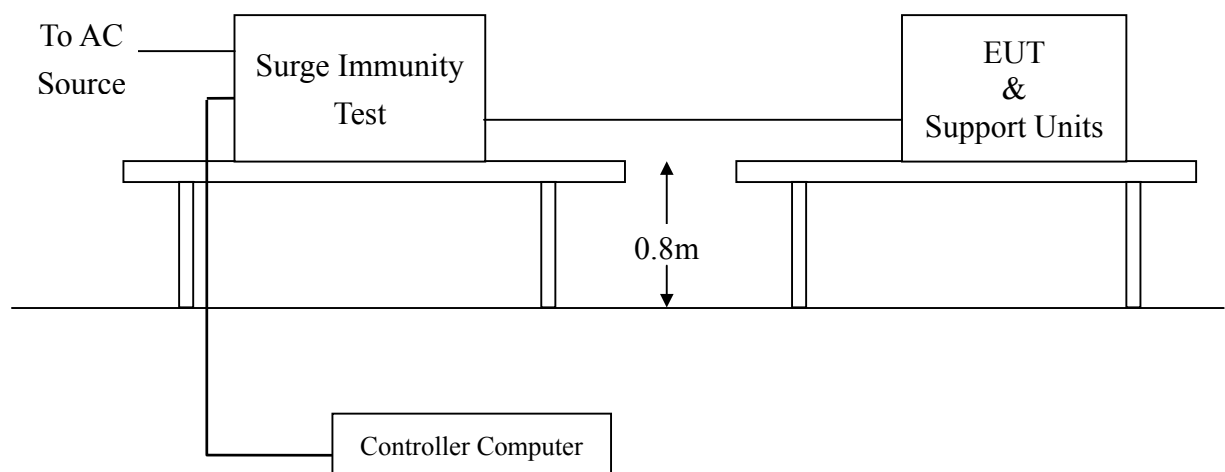 To AC
Source
Surge Immunity
Test
EUT
&
Support Units
0.8m
Controller Computer